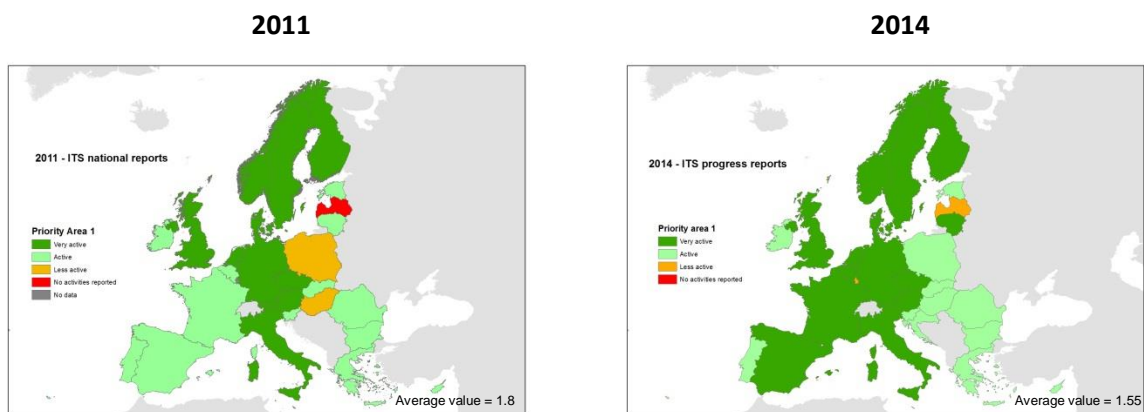 2011
2014
2011 - ITS national reports
Priority Area 1
Very active
Active
Less active
No activities reported
No data
Average value = 1.8
2014 - ITS progress reports
Priority Area 1
Very active
Active
Less active
No activities reported
Average value = 1.55